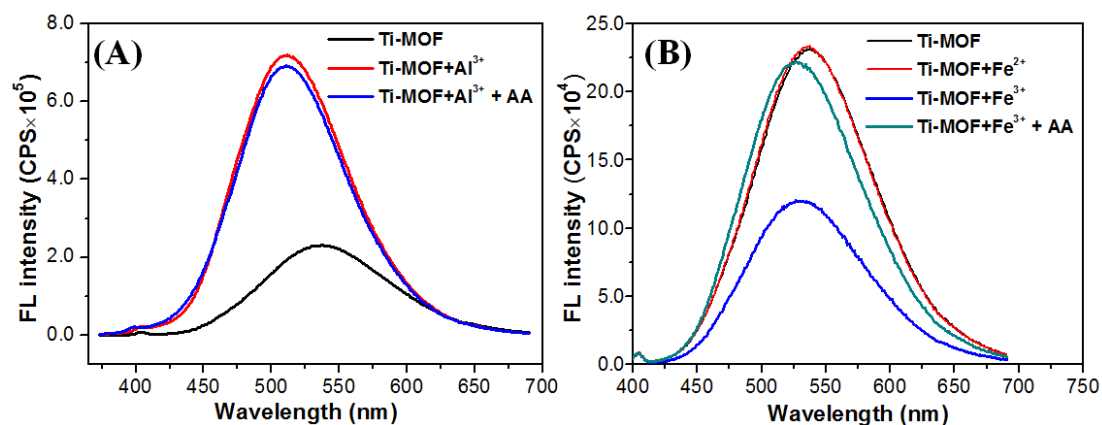 (A)
Ti-MOF
Ti-MOF+Al³⁺
Ti-MOF+Al³⁺ + AA
FL intensity (CPS×10⁵)
8.0
6.0
4.0
2.0
0.0
400 450 500 550 600 650 700
Wavelength (nm)
(B)
Ti-MOF
Ti-MOF+Fe²⁺
Ti-MOF+Fe³⁺
Ti-MOF+Fe³⁺ + AA
FL intensity (CPS×10⁴)
25.0
20.0
15.0
10.0
5.0
0.0
400 450 500 550 600 650 700 750
Wavelength (nm)